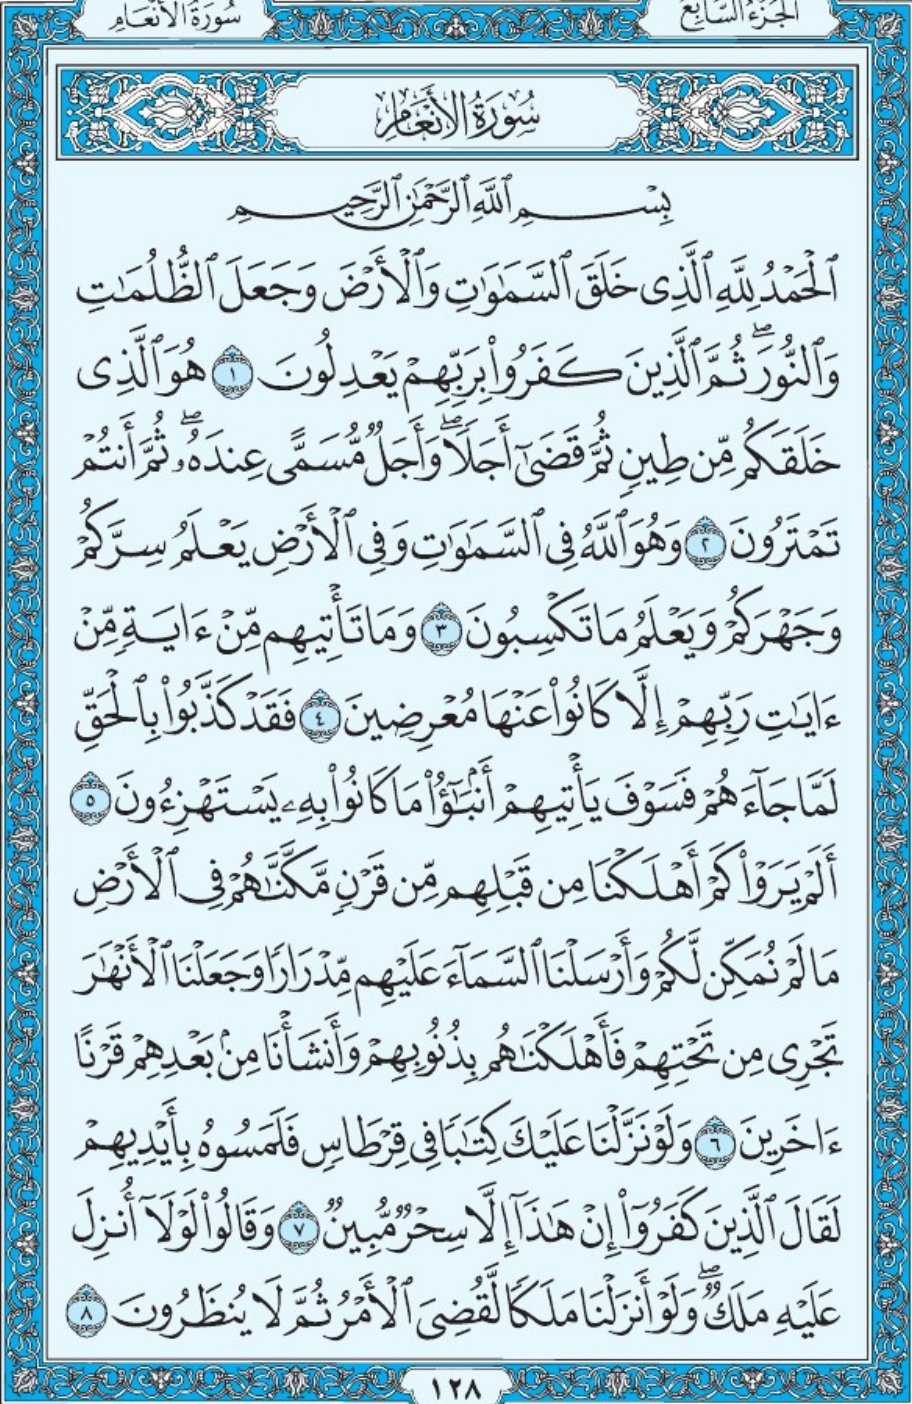 سُورَةُ الْأَنْعَامِ الجُزْءُ السَّابِعُ
سُورَةُ الأَنْعَامِ
بِسْمِ ٱللَّهِ ٱلرَّحْمَٰنِ ٱلرَّحِيمِ
ٱلْحَمْدُ لِلَّهِ ٱلَّذِى خَلَقَ ٱلسَّمَٰوَٰتِ وَٱلْأَرْضَ وَجَعَلَ ٱلظُّلُمَٰتِ
وَٱلنُّورَۖ ثُمَّ ٱلَّذِينَ كَفَرُوا۟ بِرَبِّهِمْ يَعْدِلُونَ ١ هُوَ ٱلَّذِى
خَلَقَكُم مِّن طِينٍ ثُمَّ قَضَىٰٓ أَجَلًاۖ وَأَجَلٌ مُّسَمًّى عِندَهُۥۖ ثُمَّ أَنتُمْ
تَمْتَرُونَ ٢ وَهُوَ ٱللَّهُ فِى ٱلسَّمَٰوَٰتِ وَفِى ٱلْأَرْضِ يَعْلَمُ سِرَّكُمْ
وَجَهْرَكُمْ وَيَعْلَمُ مَا تَكْسِبُونَ ٣ وَمَا تَأْتِيهِم مِّنْ ءَايَةٍ مِّنْ
ءَايَٰتِ رَبِّهِمْ إِلَّا كَانُوا۟ عَنْهَا مُعْرِضِينَ ٤ فَقَدْ كَذَّبُوا۟ بِٱلْحَقِّ
لَمَّا جَآءَهُمْ فَسَوْفَ يَأْتِيهِمْ أَنۢبَٰٓؤُا۟ مَا كَانُوا۟ بِهِۦ يَسْتَهْزِءُونَ ٥
أَلَمْ يَرَوْا۟ كَمْ أَهْلَكْنَا مِن قَبْلِهِم مِّن قَرْنٍ مَّكَّنَّٰهُمْ فِى ٱلْأَرْضِ
مَا لَمْ نُمَكِّن لَّكُمْ وَأَرْسَلْنَا ٱلسَّمَآءَ عَلَيْهِم مِّدْرَارًا وَجَعَلْنَا ٱلْأَنْهَٰرَ
تَجْرِى مِن تَحْتِهِمْ فَأَهْلَكْنَٰهُم بِذُنُوبِهِمْ وَأَنشَأْنَا مِنۢ بَعْدِهِمْ قَرْنًا
ءَاخَرِينَ ٦ وَلَوْ نَزَّلْنَا عَلَيْكَ كِتَٰبًا فِى قِرْطَاسٍ فَلَمَسُوهُ بِأَيْدِيهِمْ
لَقَالَ ٱلَّذِينَ كَفَرُوٓا۟ إِنْ هَٰذَآ إِلَّا سِحْرٌ مُّبِينٌ ٧ وَقَالُوا۟ لَوْلَآ أُنزِلَ
عَلَيْهِ مَلَكٌۖ وَلَوْ أَنزَلْنَا مَلَكًا لَّقُضِىَ ٱلْأَمْرُ ثُمَّ لَا يُنظَرُونَ ٨
١٢٨